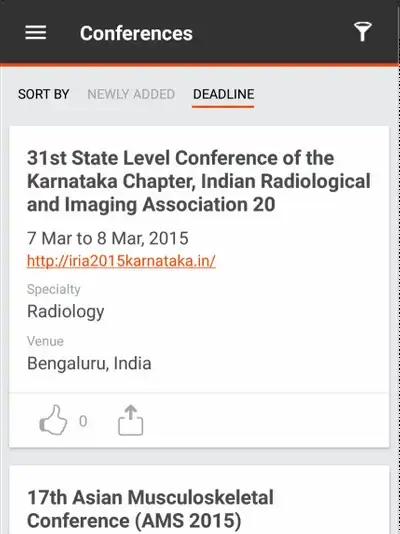 Conferences
SORT BY NEWLY ADDED DEADLINE
31st State Level Conference of the
Karnataka Chapter, Indian Radiological
and Imaging Association 20
7 Mar to 8 Mar, 2015
http://iria2015karnataka.in/
Specialty
Radiology
Venue
Bengaluru, India
0
17th Asian Musculoskeletal
Conference (AMS 2015)